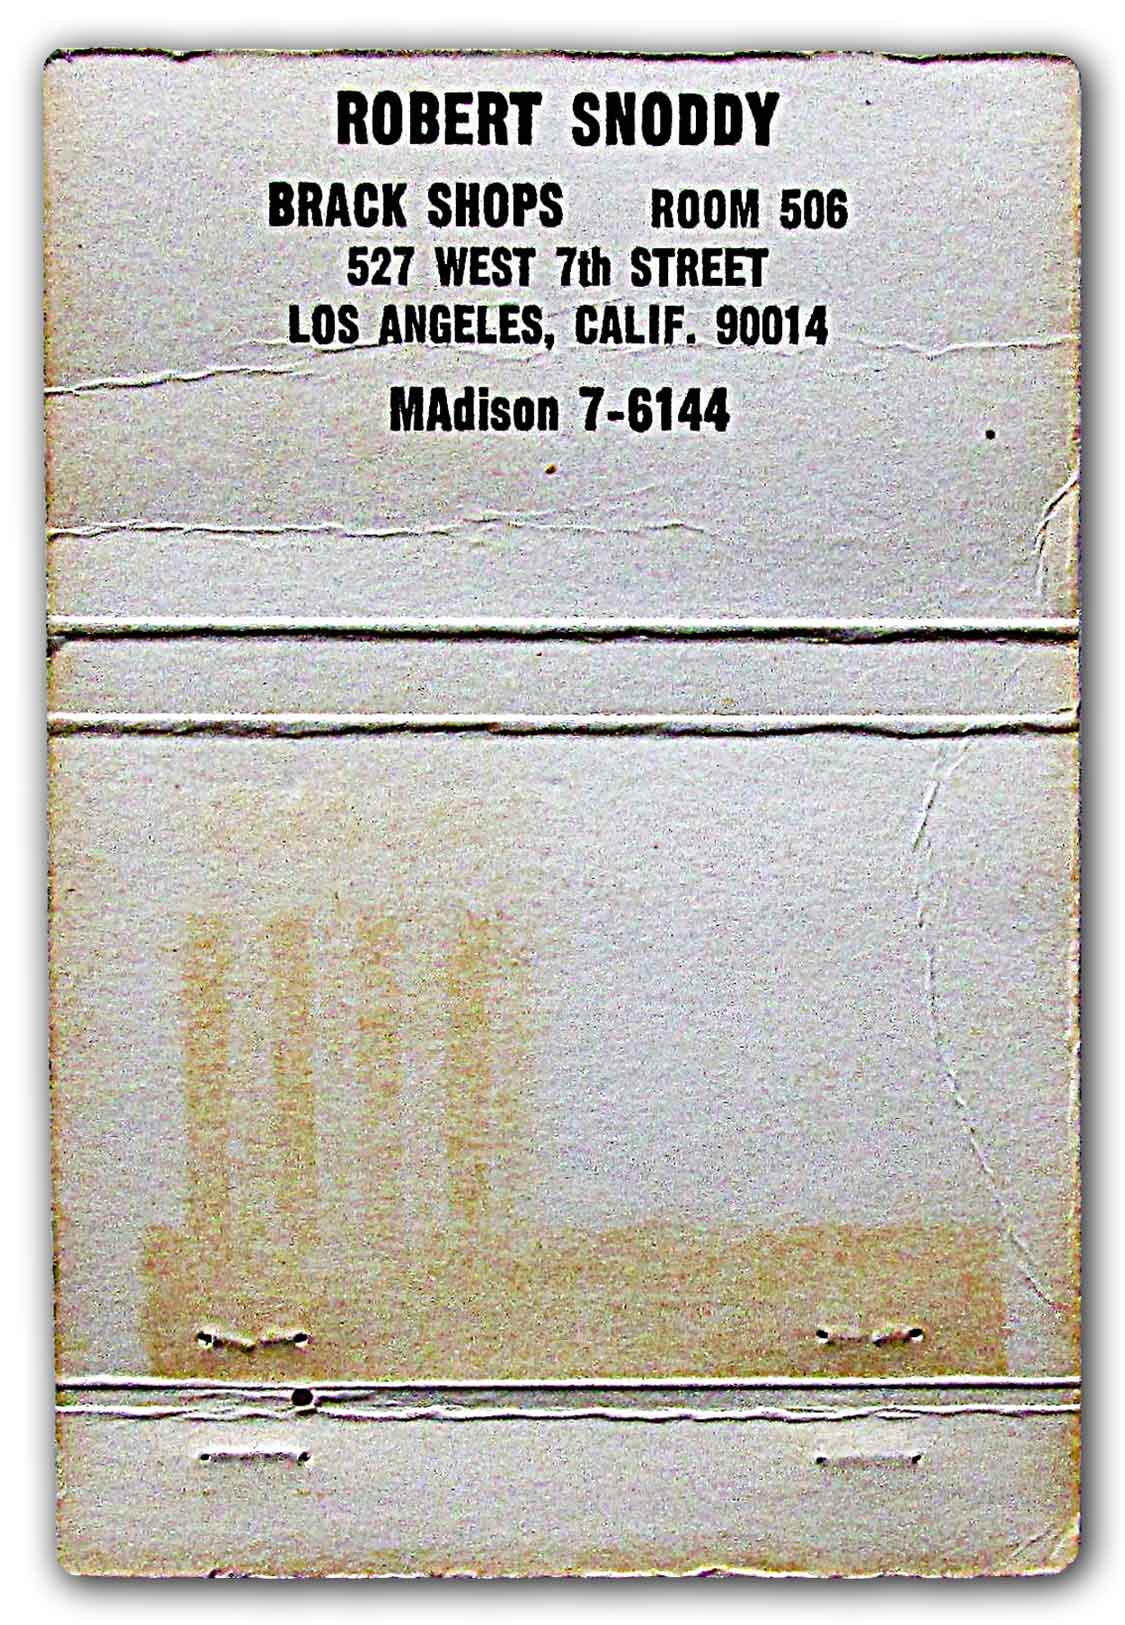 ROBERT SNODDY
BRACK SHOPS ROOM 506
527 WEST 7th STREET
LOS ANGELES, CALIF. 90014
MAdison 7-6144